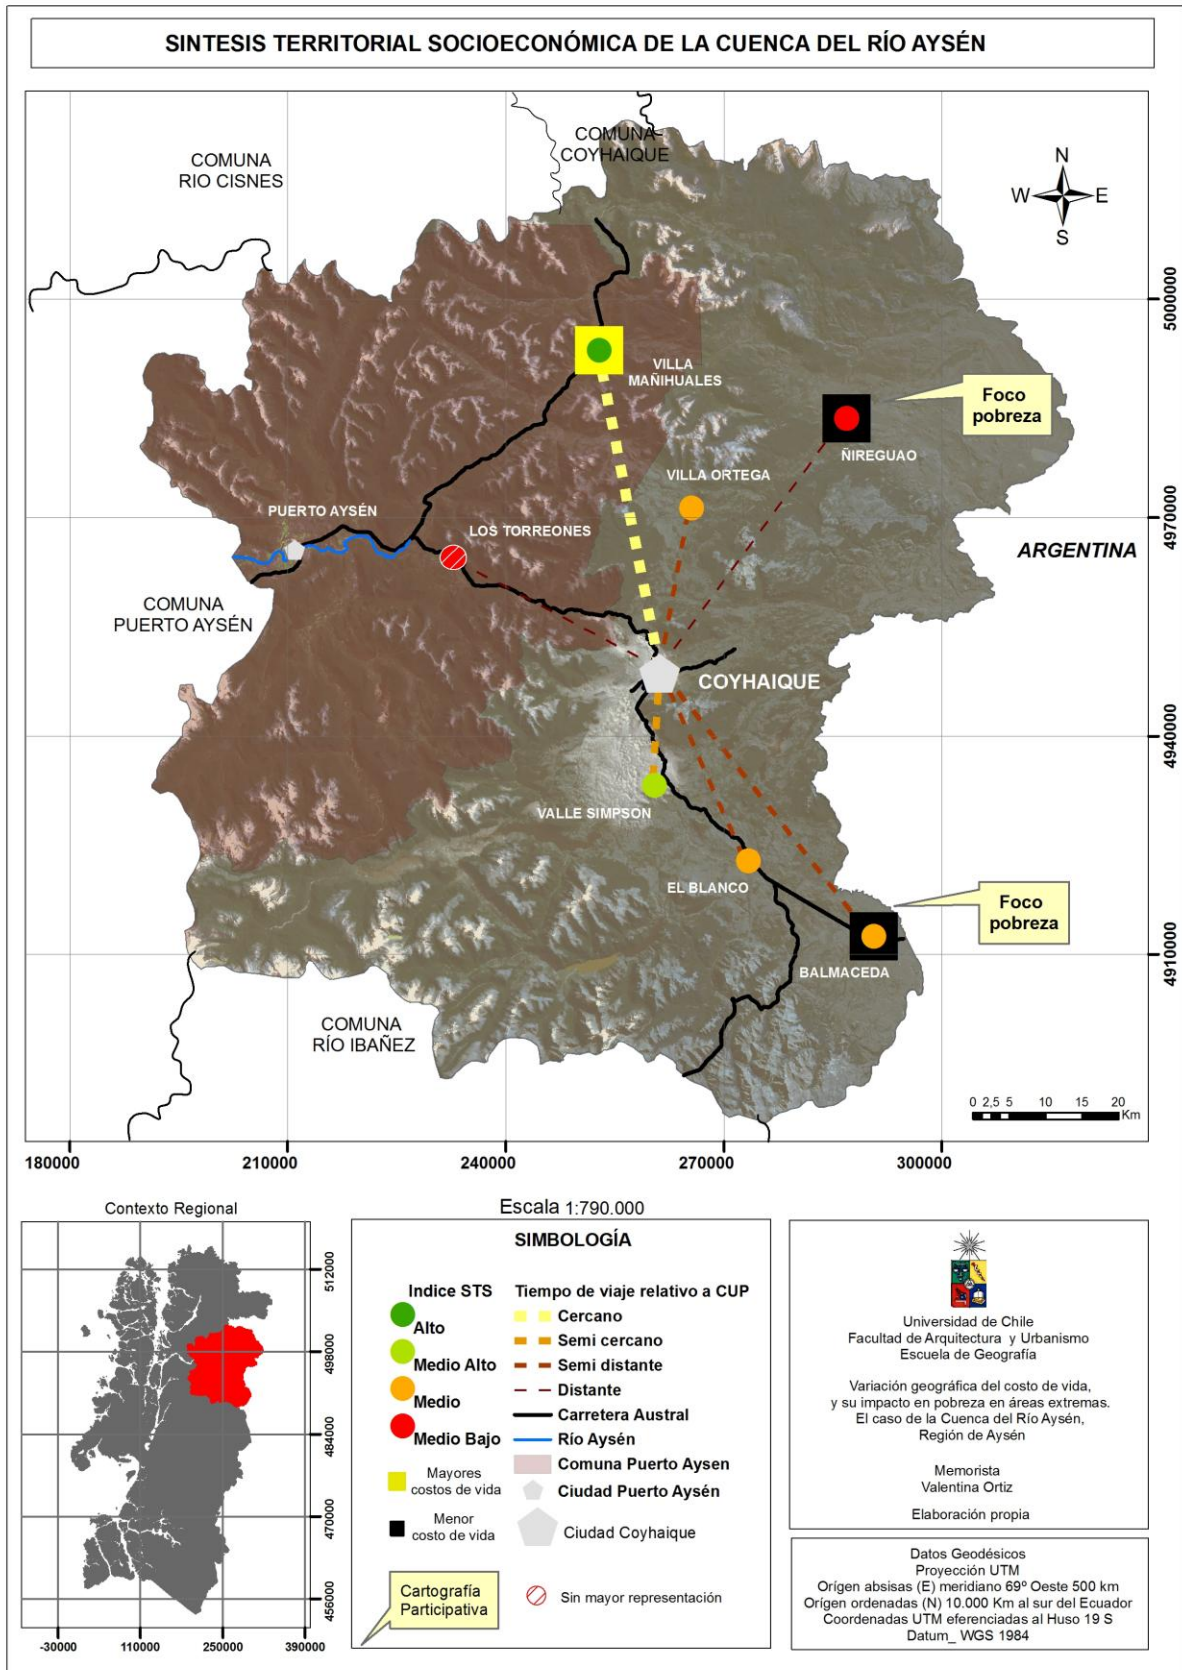 SINTESIS TERRITORIAL SOCIOECONÓMICA DE LA CUENCA DEL RÍO AYSÉN
COMUNA
COYHAIQUE
COMUNA
RIO CISNES
N
W
E
S
5000000
VILLA
MAÑIHUALES
Foco
pobreza
ÑIREGUAO
VILLA ORTEGA
PUERTO AYSÉN
LOS TORREONES
4970000
ARGENTINA
COMUNA
PUERTO AYSÉN
COYHAIQUE
4940000
VALLE SIMPSON
EL BLANCO
Foco
pobreza
BALMACEDA
4910000
COMUNA
RÍO IBAÑEZ
0 2,5 5 10 15 20
Km
180000
210000
240000
270000
300000
Contexto Regional
512000
498000
484000
470000
456000
-30000
110000
250000
390000
Escala 1:790.000
SIMBOLOGÍA
Indice STS
Alto
Medio Alto
Medio
Medio Bajo
Mayores
costos de vida
Menor
costo de vida
Cartografía
Participativa
Tiempo de viaje relativo a CUP
Cercano
Semi cercano
Semi distante
Distante
Carretera Austral
Río Aysén
Comuna Puerto Aysen
Ciudad Puerto Aysén
Ciudad Coyhaique
Sin mayor representación
Universidad de Chile
Facultad de Arquitectura y Urbanismo
Escuela de Geografía
Variación geográfica del costo de vida,
y su impacto en pobreza en áreas extremas.
El caso de la Cuenca del Río Aysén,
Región de Aysén
Memorista
Valentina Ortiz
Elaboración propia
Datos Geodésicos
Proyección UTM
Orígen absisas (E) meridiano 69º Oeste 500 km
Orígen ordenadas (N) 10.000 Km al sur del Ecuador
Coordenadas UTM eferenciadas al Huso 19 S
Datum_ WGS 1984